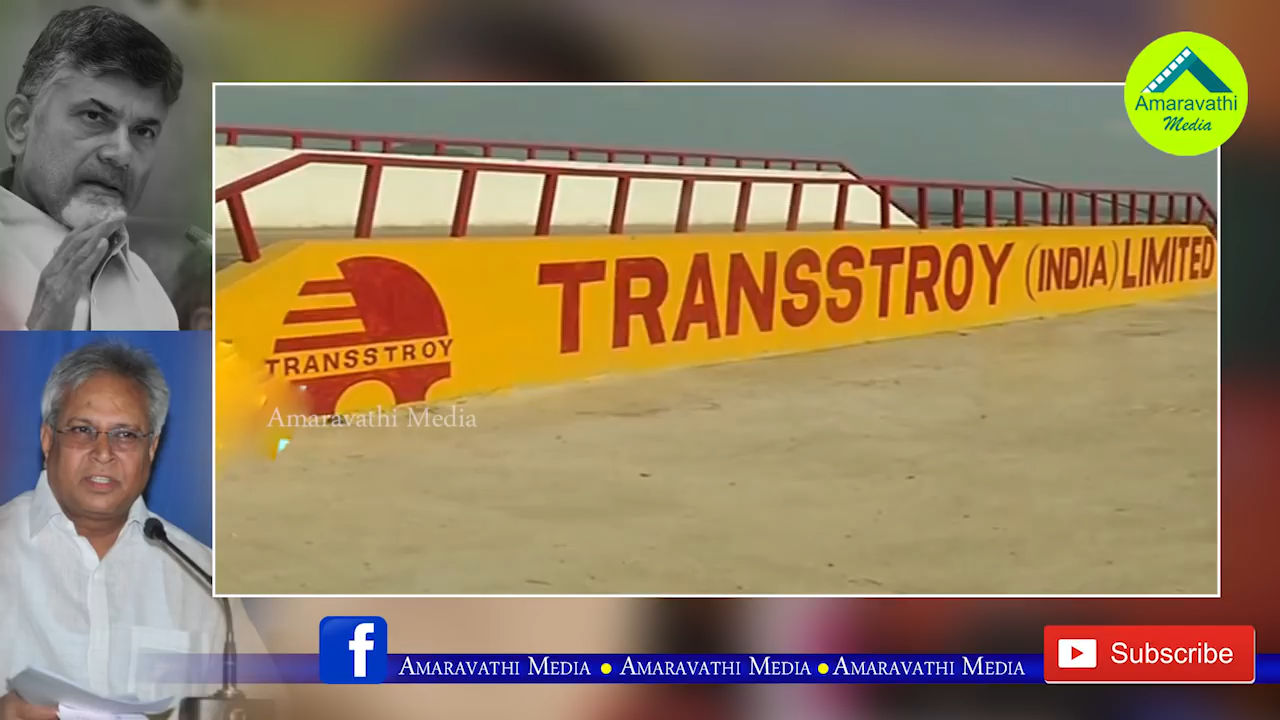 Amaravathi
Media
TRANSSTROY (INDIA) LIMITED
TRANSSTROY
Amaravathi Media
f AMARAVATHI MEDIA ● AMARAVATHI MEDIA ● AMARAVATHI MEDIA
Subscribe